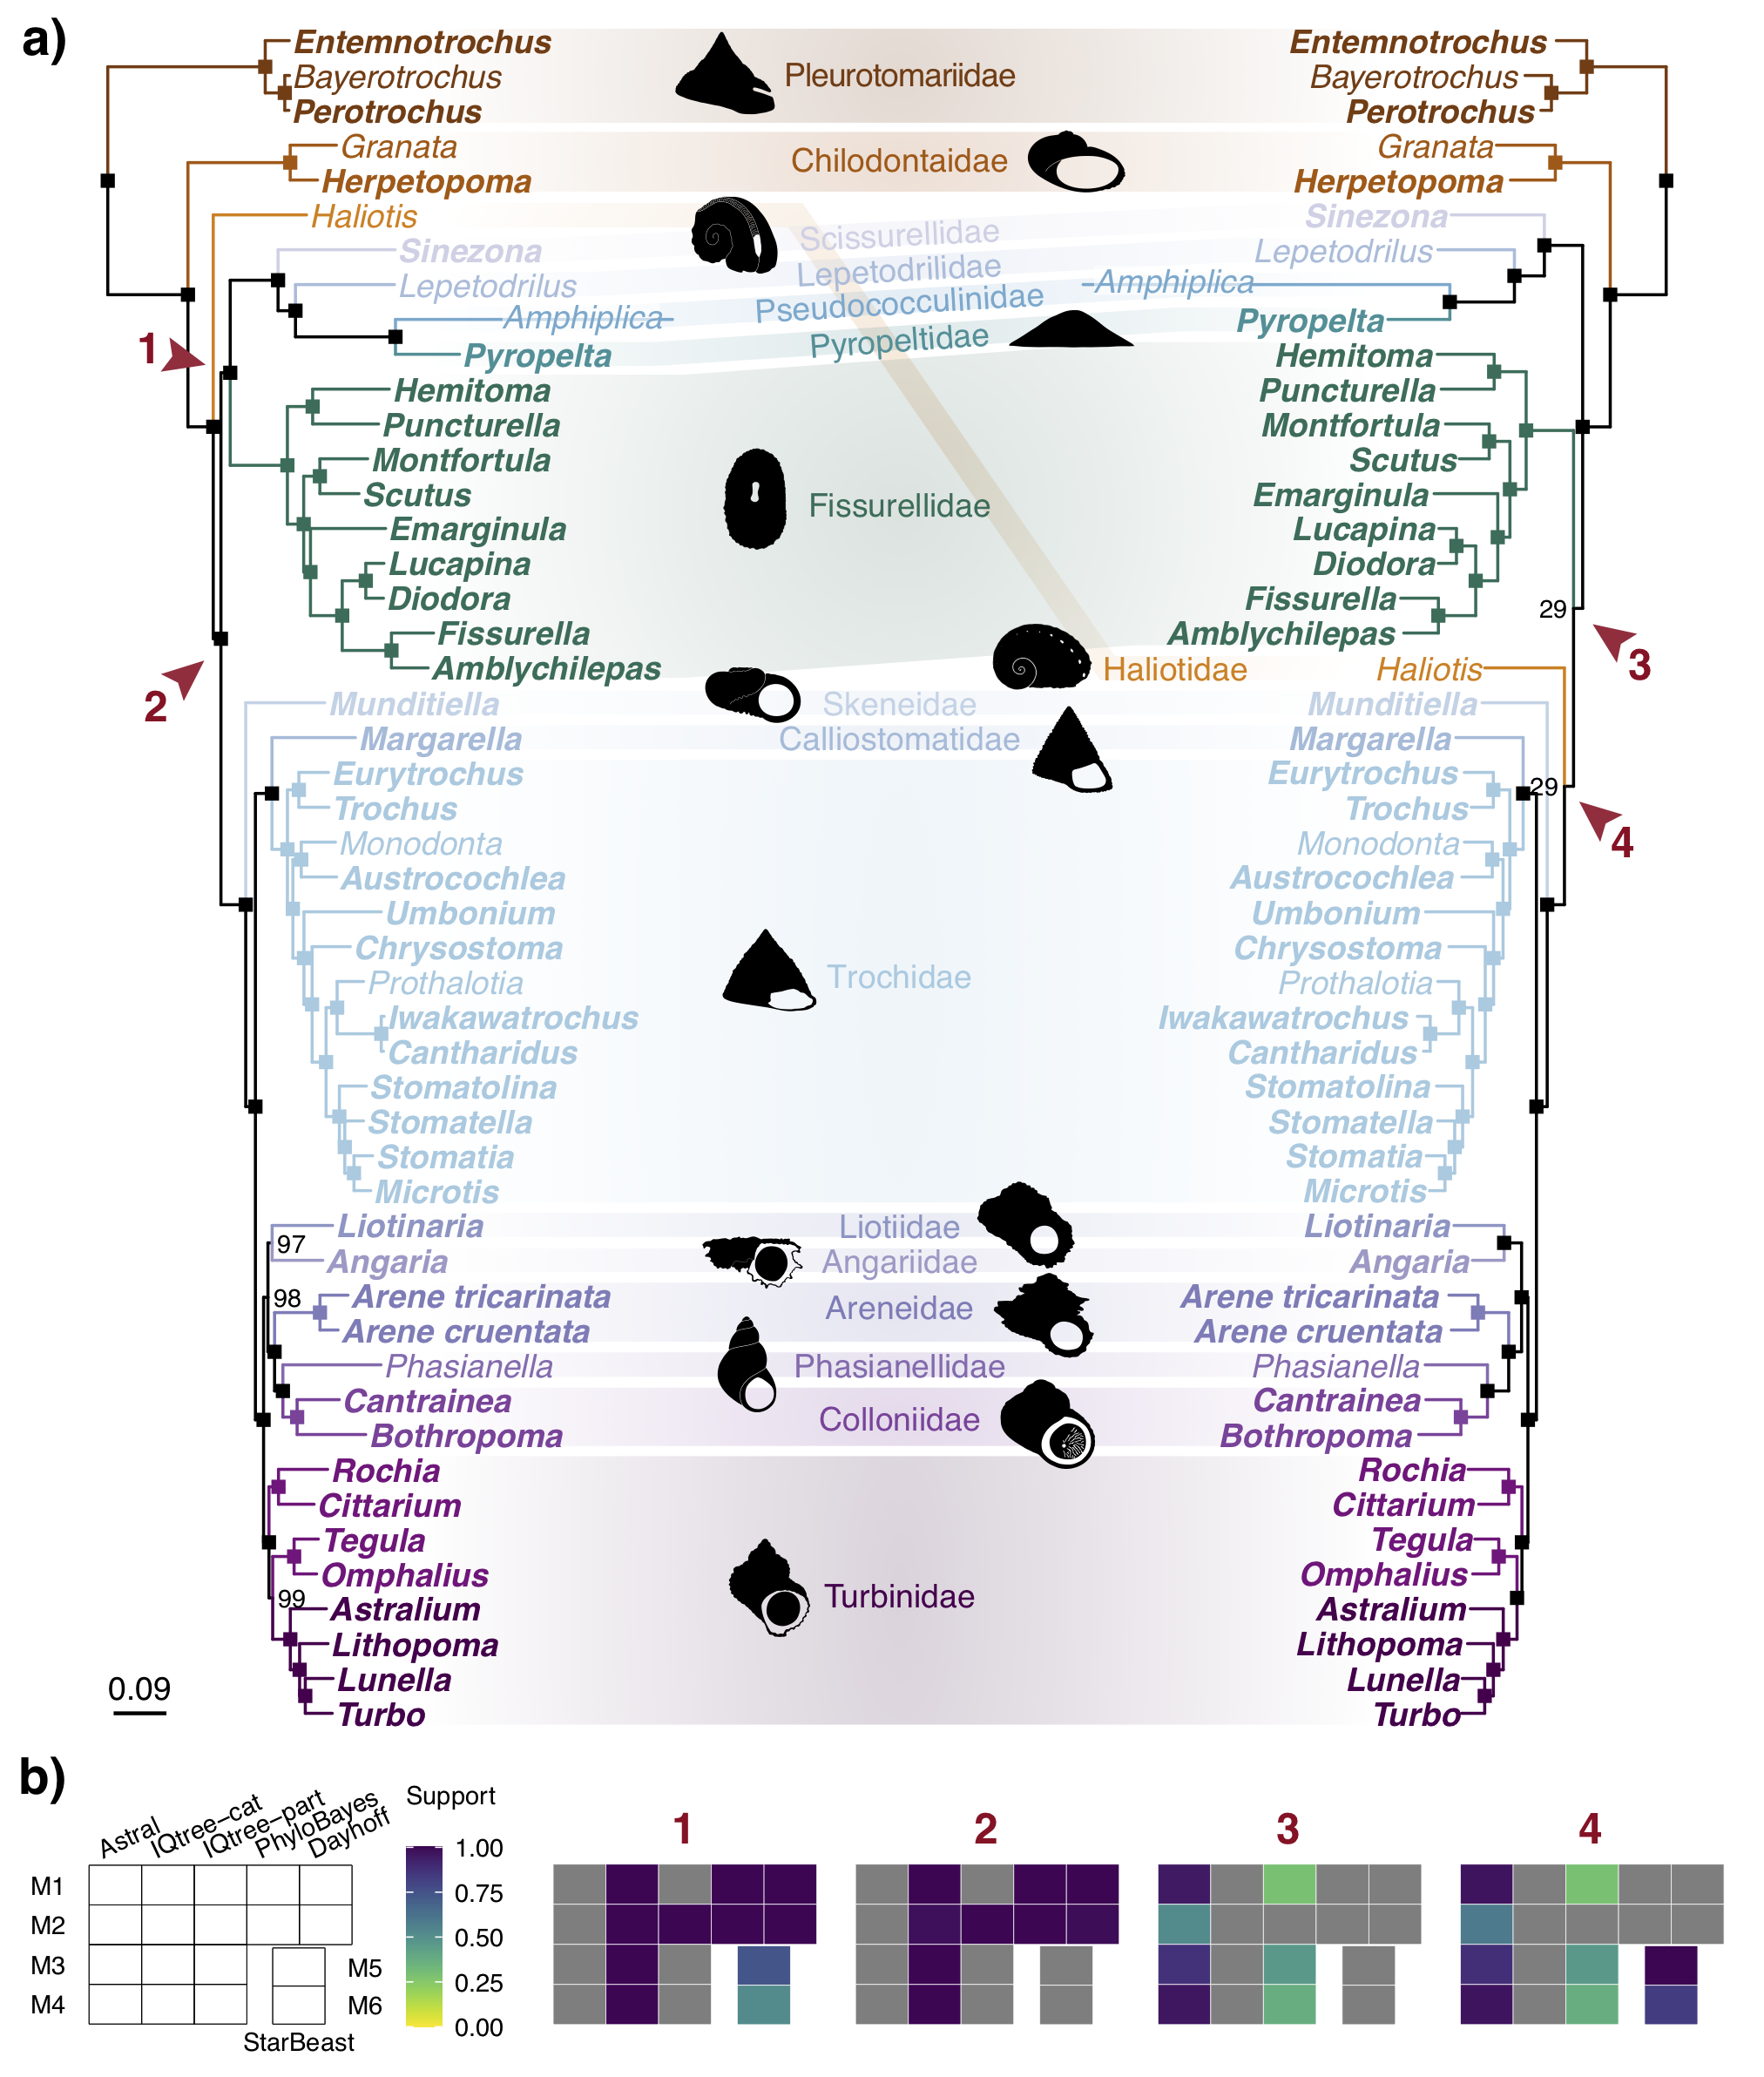 a)
Entemnotrochus Entemnotrochus
Bayerotrochus Pleurotomariidae Bayerotrochus
Perotrochus Perotrochus
Granata Granata
Chilodontaidae
Herpetopoma Herpetopoma
Haliotis Sinezona
Scissurellidae
Sinezona Lepetodrilus
Lepetodrilidae
Lepetodrilus Amphiplica
Pseudococculinidae
Amphiplica Pyropelta
Pyropeltidae
1
Pyropelta Hemitoma
Hemitoma Puncturella
Puncturella Montfortula
Montfortula Scutus
Scutus Emarginula
Fissurellidae
Emarginula Lucapina
Lucapina Diodora
Diodora Fissurella
29
Fissurella Amblychilepas
3
Amblychilepas Haliotidae Haliotis
2
Munditiella Skeneidae Munditiella
Margarella Calliostomatidae Margarella
Eurytrochus Eurytrochus
29
Trochus Trochus
4
Monodonta Monodonta
Austrocochlea Austrocochlea
Umbonium Umbonium
Chrysostoma Chrysostoma
Prothalotia Trochidae Prothalotia
Iwakawatrochus Iwakawatrochus
Cantharidus Cantharidus
Stomatolina Stomatolina
Stomatella Stomatella
Stomatia Stomatia
Microtis Microtis
Liotinaria Liotiidae Liotinaria
97
Angaria Angariidae Angaria
98
Arene tricarinata Areneidae Arene tricarinata
Arene cruentata Arene cruentata
Phasianella Phasianellidae Phasianella
Cantrainea Colloniidae Cantrainea
Bothropoma Bothropoma
Rochia Rochia
Cittarium Cittarium
Tegula Tegula
Omphalius Omphalius
99
Turbinidae
Astralium Astralium
Lithopoma Lithopoma
Lunella Lunella
0.09
Turbo Turbo
b)
Astral IQtree-cat IQtree-part PhyloBayes Dayhoff
Support
1 2 3 4
M1
M2
M3
M4
M5
M6
StarBeast
1.00
0.75
0.50
0.25
0.00